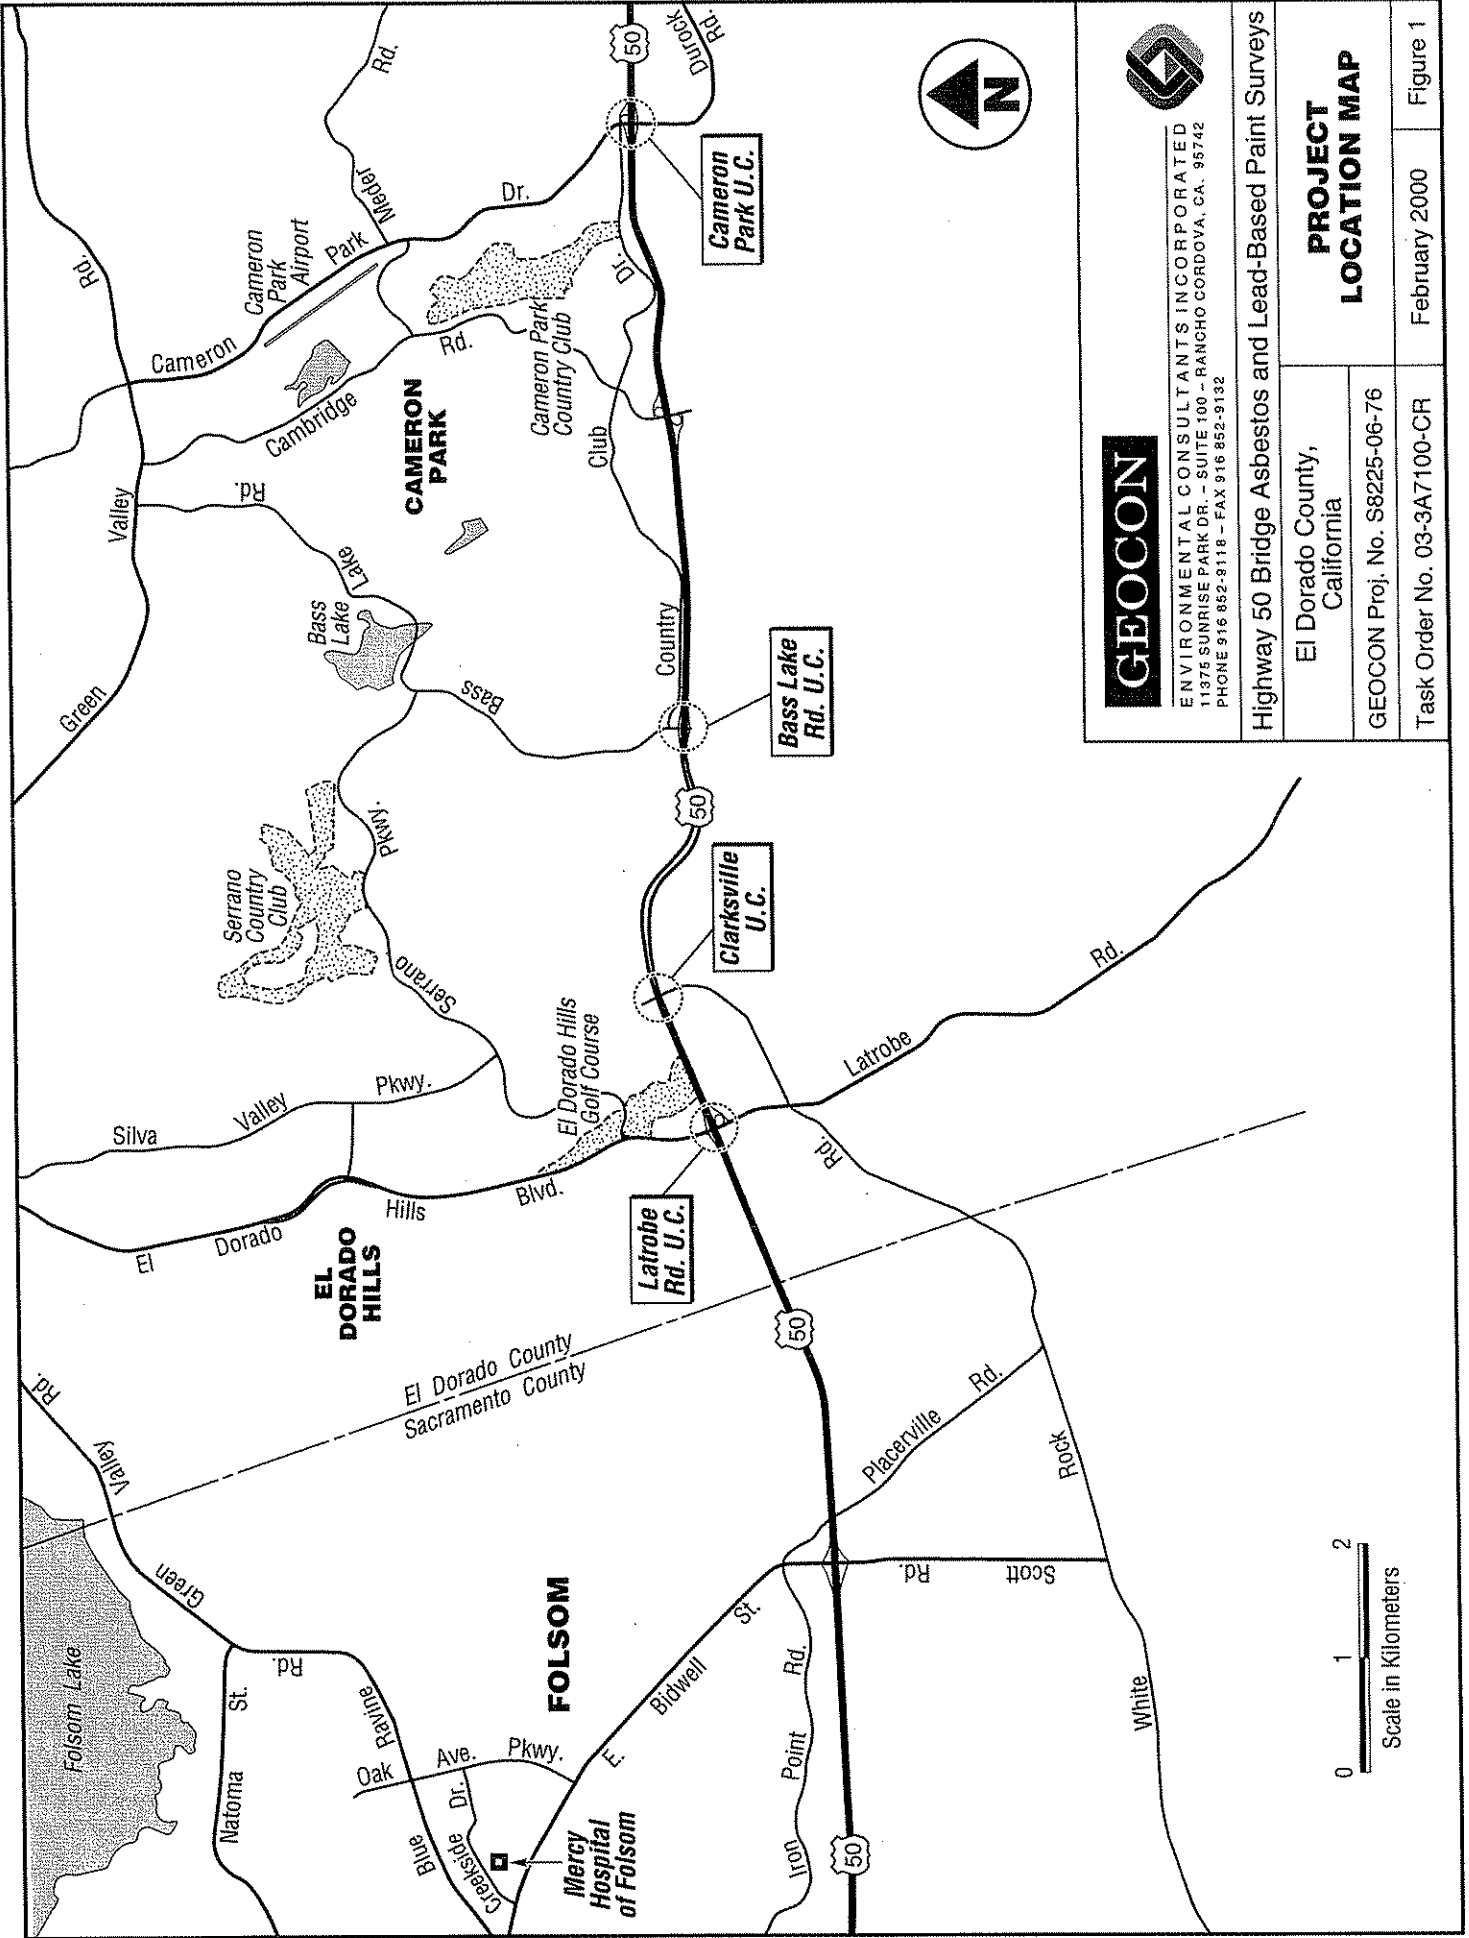 Folsom Lake
Green
Valley
Rd.
Natoma
St.
Rd.
Blue
Ravine
Oak
Ave.
Pkwy.
Creekside
Dr.
Mercy
Hospital
of Folsom
FOLSOM
E.
Bidwell
St.
Iron
Point
Rd.
50
Scott
Rd.
White
Rock
Rd.
Placerville
Rd.
El Dorado County
Sacramento County
50
EL
DORADO
HILLS
El
Dorado
Hills
Blvd.
Silva
Valley
Pkwy.
El Dorado Hills
Golf Course
Latrobe
Rd. U.C.
Latrobe
Rd.
Clarksville
U.C.
Serrano
Country
Club
Serrano
Pkwy.
50
Bass Lake
Rd. U.C.
Bass
Lake
Rd.
Bass
Lake
Green
Valley
Rd.
CAMERON
PARK
Cambridge
Rd.
Cameron
Park
Dr.
Cameron
Park
Airport
Meder
Rd.
Cameron Park
Country Club
Country
Club
Dr.
Cameron
Park U.C.
50
Durock
Rd.
N
0 1 2
Scale in Kilometers
GEOCON
ENVIRONMENTAL CONSULTANTS INCORPORATED
11375 SUNRISE PARK DR. – SUITE 100 – RANCHO CORDOVA, CA. 95742
PHONE 916 852-9118 – FAX 916 852-9132
Highway 50 Bridge Asbestos and Lead-Based Paint Surveys
El Dorado County,
California
PROJECT
LOCATION MAP
GEOCON Proj. No. S8225-06-76
Task Order No. 03-3A7100-CR
February 2000
Figure 1